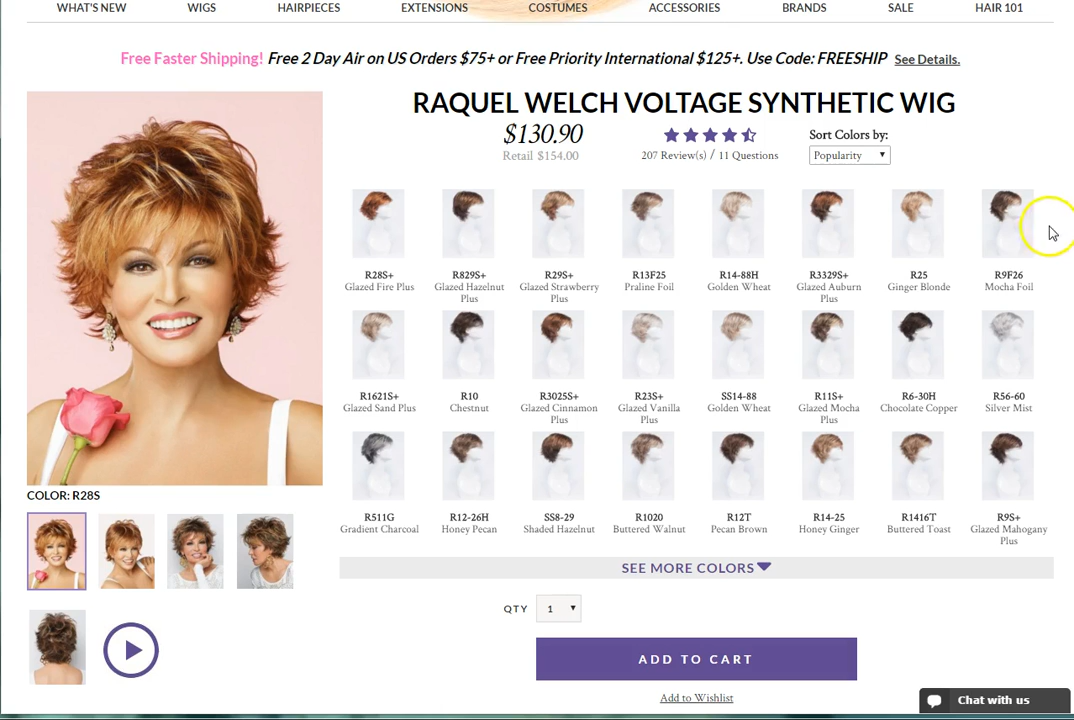 WHAT'S NEW WIGS HAIRPIECES EXTENSIONS COSTUMES ACCESSORIES BRANDS SALE HAIR 101
Free Faster Shipping! Free 2 Day Air on US Orders $75+ or Free Priority International $125+. Use Code: FREESHIP See Details.
RAQUEL WELCH VOLTAGE SYNTHETIC WIG
$130.90
Retail $154.00
207 Review(s) / 11 Questions
Sort Colors by:
Popularity
R28S+ R829S+ R29S+ R13F25 R14-88H R3329S+ R25 R9F26
Glazed Fire Plus Glazed Hazelnut Glazed Strawberry Praline Foil Golden Wheat Glazed Auburn Ginger Blonde Mocha Foil
Plus Plus Plus
R1621S+ R10 R3025S+ R23S+ SS14-88 R11S+ R6-30H R56-60
Glazed Sand Plus Chestnut Glazed Cinnamon Glazed Vanilla Golden Wheat Glazed Mocha Chocolate Copper Silver Mist
Plus Plus Plus
R511G R12-26H SS8-29 R1020 R12T R14-25 R1416T R9S+
Gradient Charcoal Honey Pecan Shaded Hazelnut Buttered Walnut Pecan Brown Honey Ginger Buttered Toast Glazed Mahogany
Plus
COLOR: R28S
SEE MORE COLORS
QTY 1
ADD TO CART
Add to Wishlist
Chat with us